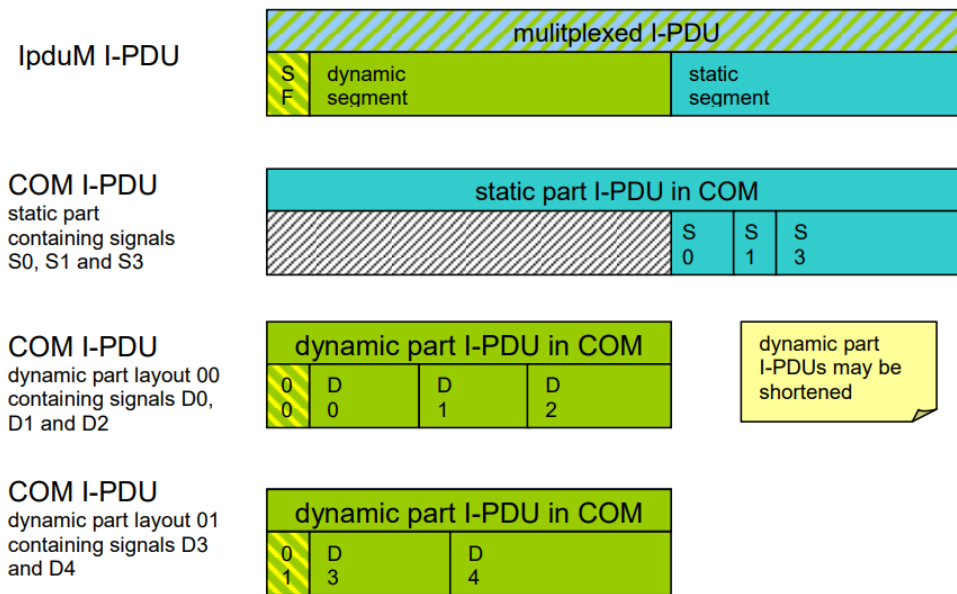 IpduM I-PDU
mulitplexed I-PDU
S
F
dynamic
segment
static
segment
COM I-PDU
static part
containing signals
S0, S1 and S3
static part I-PDU in COM
S
0
S
1
S
3
COM I-PDU
dynamic part layout 00
containing signals D0,
D1 and D2
dynamic part I-PDU in COM
0
0
D
0
D
1
D
2
dynamic part
I-PDUs may be
shortened
COM I-PDU
dynamic part layout 01
containing signals D3
and D4
dynamic part I-PDU in COM
0
1
D
3
D
4